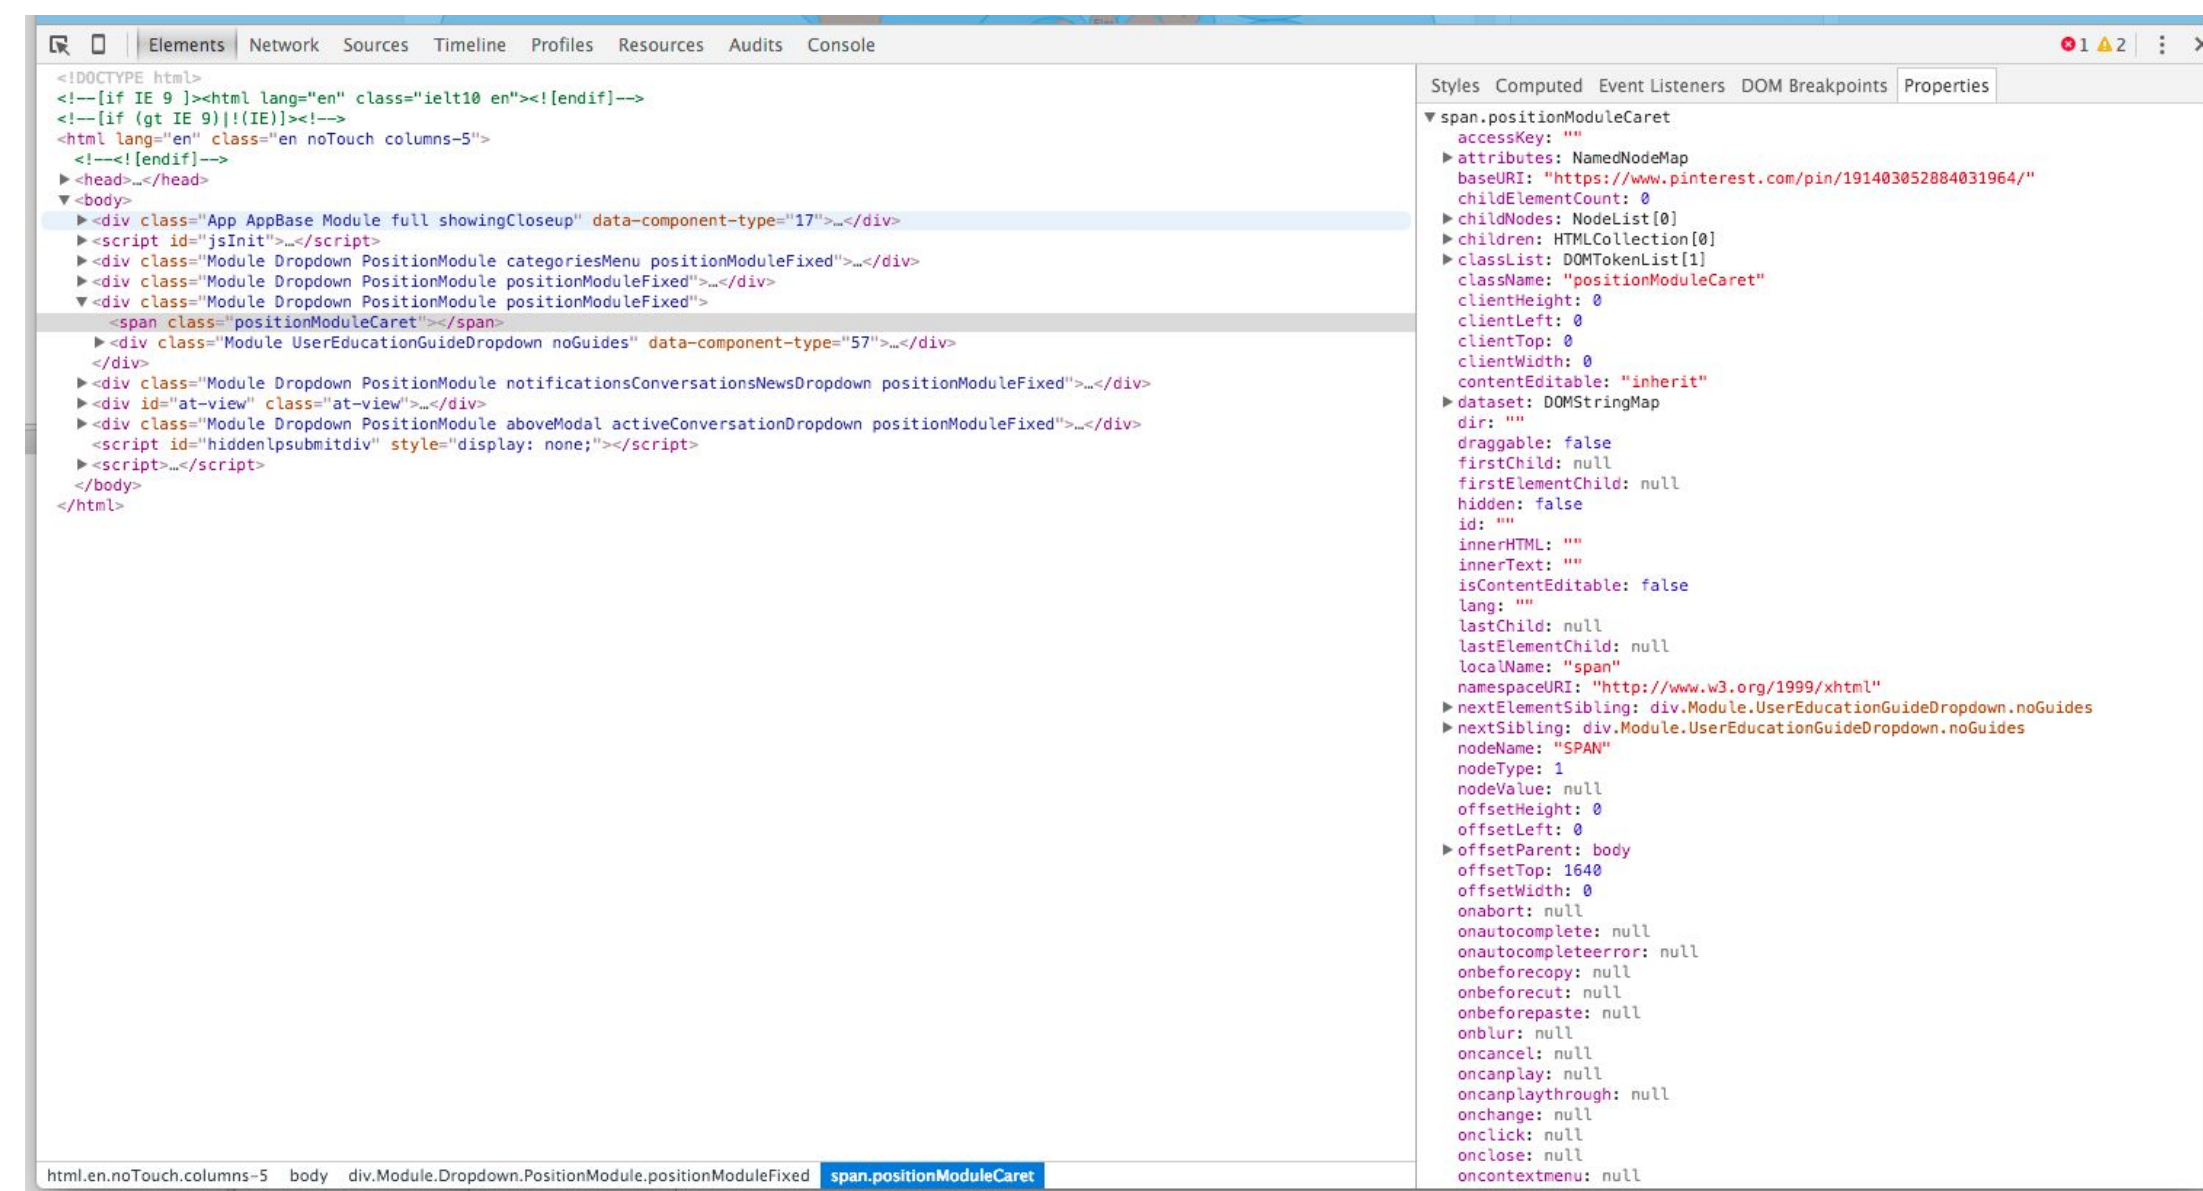 Elements Network Sources Timeline Profiles Resources Audits Console
1 2
<!DOCTYPE html>
<!--[if IE 9 ]><html lang="en" class="ielt10 en"><![endif]-->
<!--[if (gt IE 9)|!(IE)]><!-->
<html lang="en" class="en noTouch columns-5">
<!--<![endif]-->
<head>…</head>
<body>
<div class="App AppBase Module full showingCloseup" data-component-type="17">…</div>
<script id="jsInit">…</script>
<div class="Module Dropdown PositionModule categoriesMenu positionModuleFixed">…</div>
<div class="Module Dropdown PositionModule positionModuleFixed">…</div>
<div class="Module Dropdown PositionModule positionModuleFixed">
<span class="positionModuleCaret"></span>
<div class="Module UserEducationGuideDropdown noGuides" data-component-type="57">…</div>
</div>
<div class="Module Dropdown PositionModule notificationsConversationsNewsDropdown positionModuleFixed">…</div>
<div id="at-view" class="at-view">…</div>
<div class="Module Dropdown PositionModule aboveModal activeConversationDropdown positionModuleFixed">…</div>
<script id="hiddenlpsubmitdiv" style="display: none;"></script>
<script>…</script>
</body>
</html>
html.en.noTouch.columns-5 body div.Module.Dropdown.PositionModule.positionModuleFixed span.positionModuleCaret
Styles Computed Event Listeners DOM Breakpoints Properties
span.positionModuleCaret
accessKey: ""
attributes: NamedNodeMap
baseURI: "https://www.pinterest.com/pin/191403052884031964/"
childElementCount: 0
childNodes: NodeList[0]
children: HTMLCollection[0]
classList: DOMTokenList[1]
className: "positionModuleCaret"
clientHeight: 0
clientLeft: 0
clientTop: 0
clientWidth: 0
contentEditable: "inherit"
dataset: DOMStringMap
dir: ""
draggable: false
firstChild: null
firstElementChild: null
hidden: false
id: ""
innerHTML: ""
innerText: ""
isContentEditable: false
lang: ""
lastChild: null
lastElementChild: null
localName: "span"
namespaceURI: "http://www.w3.org/1999/xhtml"
nextElementSibling: div.Module.UserEducationGuideDropdown.noGuides
nextSibling: div.Module.UserEducationGuideDropdown.noGuides
nodeName: "SPAN"
nodeType: 1
nodeValue: null
offsetHeight: 0
offsetLeft: 0
offsetParent: body
offsetTop: 1640
offsetWidth: 0
onabort: null
onautocomplete: null
onautocompleteerror: null
onbeforecopy: null
onbeforecut: null
onbeforepaste: null
onblur: null
oncancel: null
oncanplay: null
oncanplaythrough: null
onchange: null
onclick: null
onclose: null
oncontextmenu: null